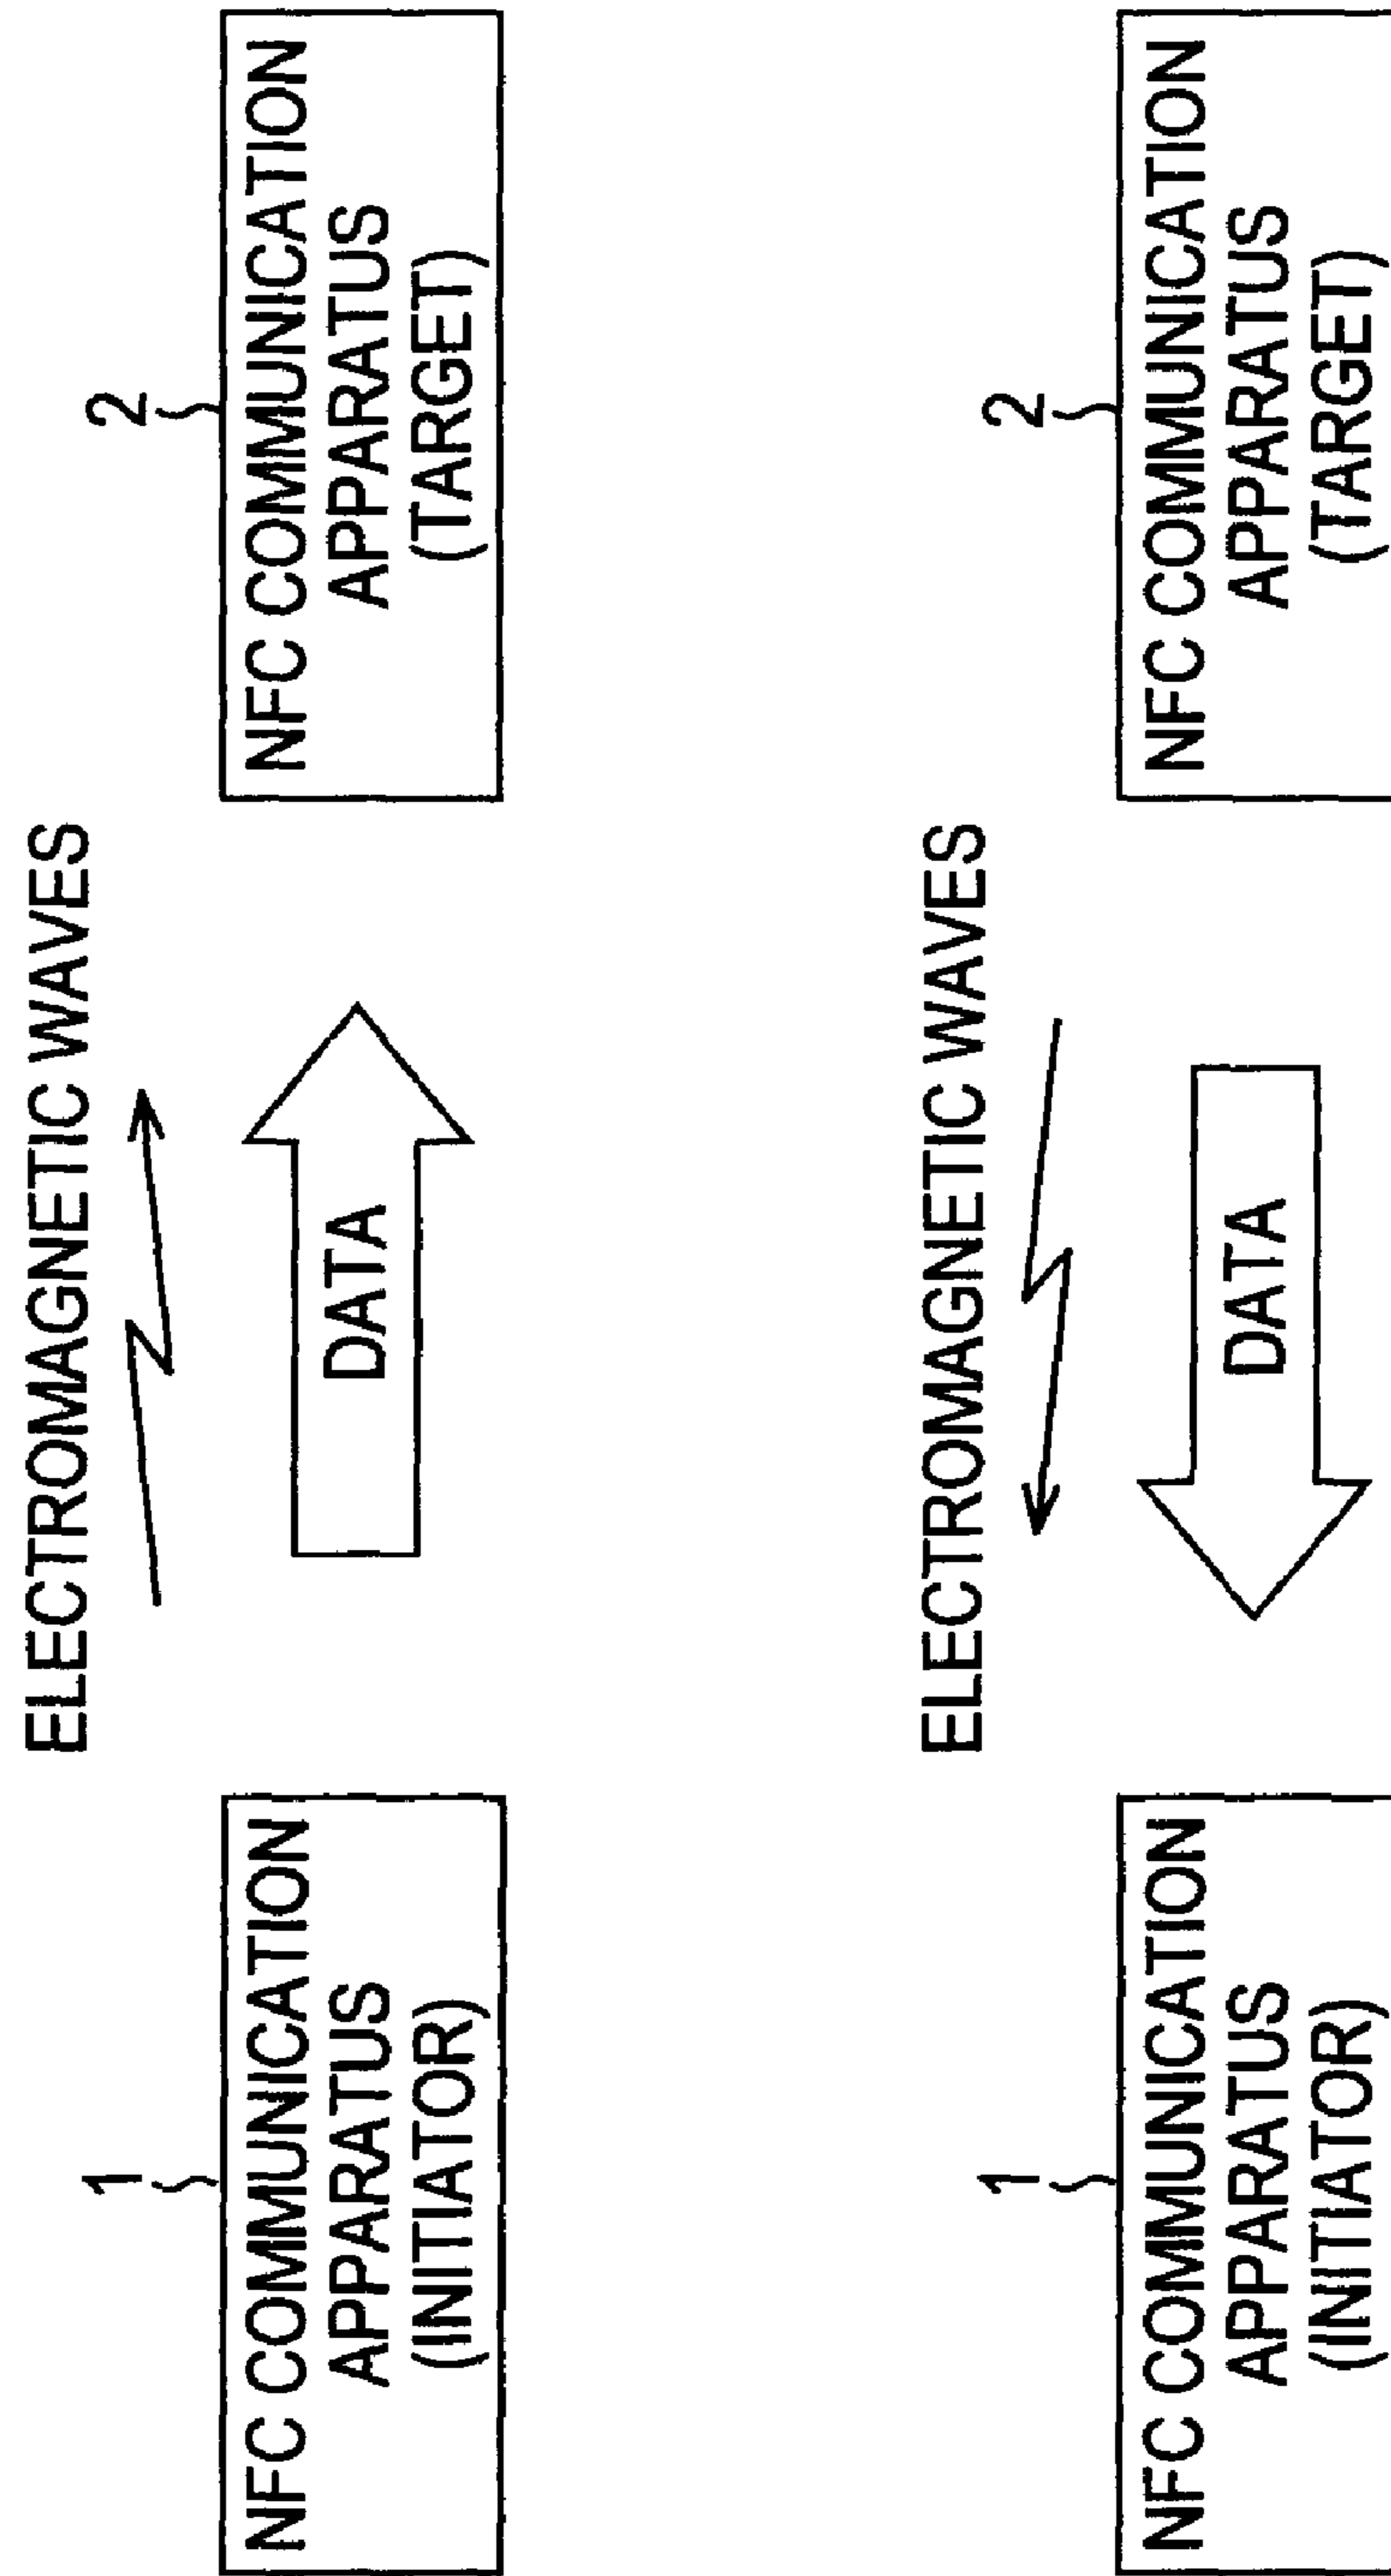 ELECTROMAGNETIC WAVES
1
2
NFC COMMUNICATION
APPARATUS
(INITIATOR)
DATA
NFC COMMUNICATION
APPARATUS
(TARGET)
ELECTROMAGNETIC WAVES
1
2
NFC COMMUNICATION
APPARATUS
(INITIATOR)
DATA
NFC COMMUNICATION
APPARATUS
(TARGET)